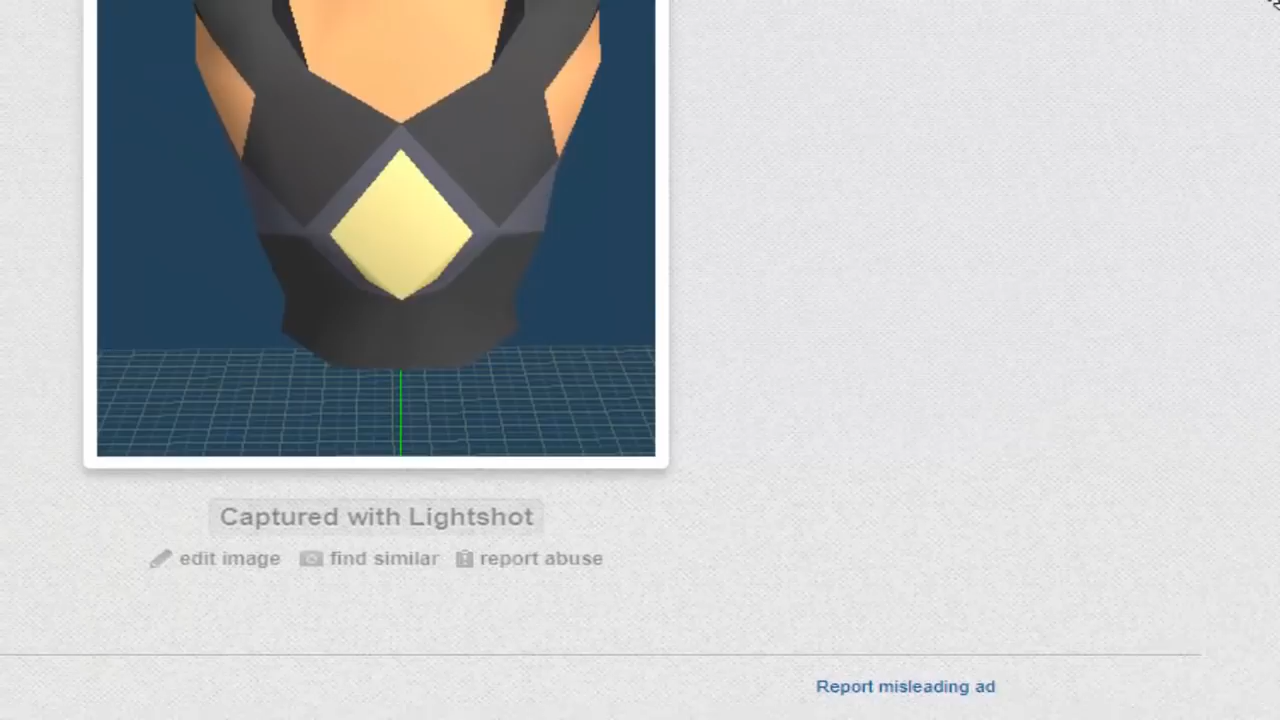 Captured with Lightshot
edit image find similar report abuse
Report misleading ad